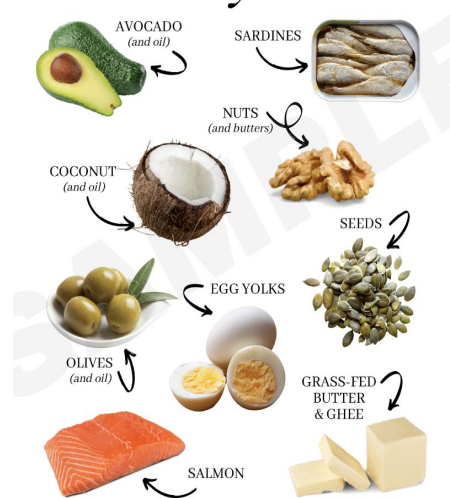 AVOCADO
(and oil)
SARDINES
NUTS
(and butters)
COCONUT
(and oil)
SEEDS
EGG YOLKS
OLIVES
(and oil)
GRASS-FED
BUTTER
& GHEE
SALMON
SAMPLE